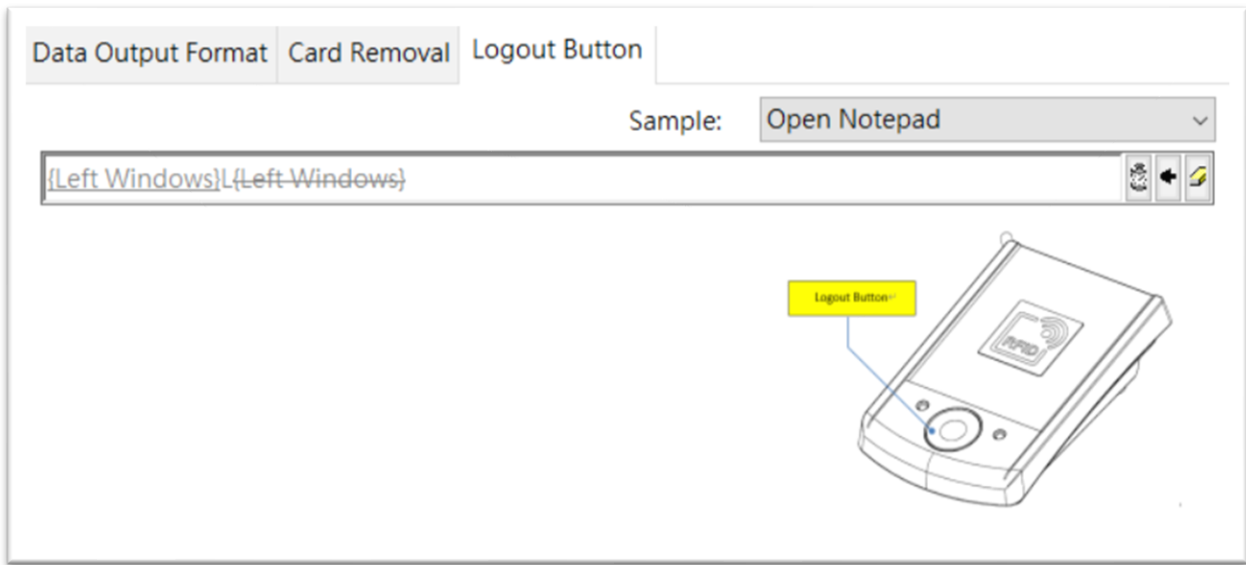 Data Output Format Card Removal Logout Button
Sample: Open Notepad
{Left Windows}L{Left Windows}
Logout Button
RFID